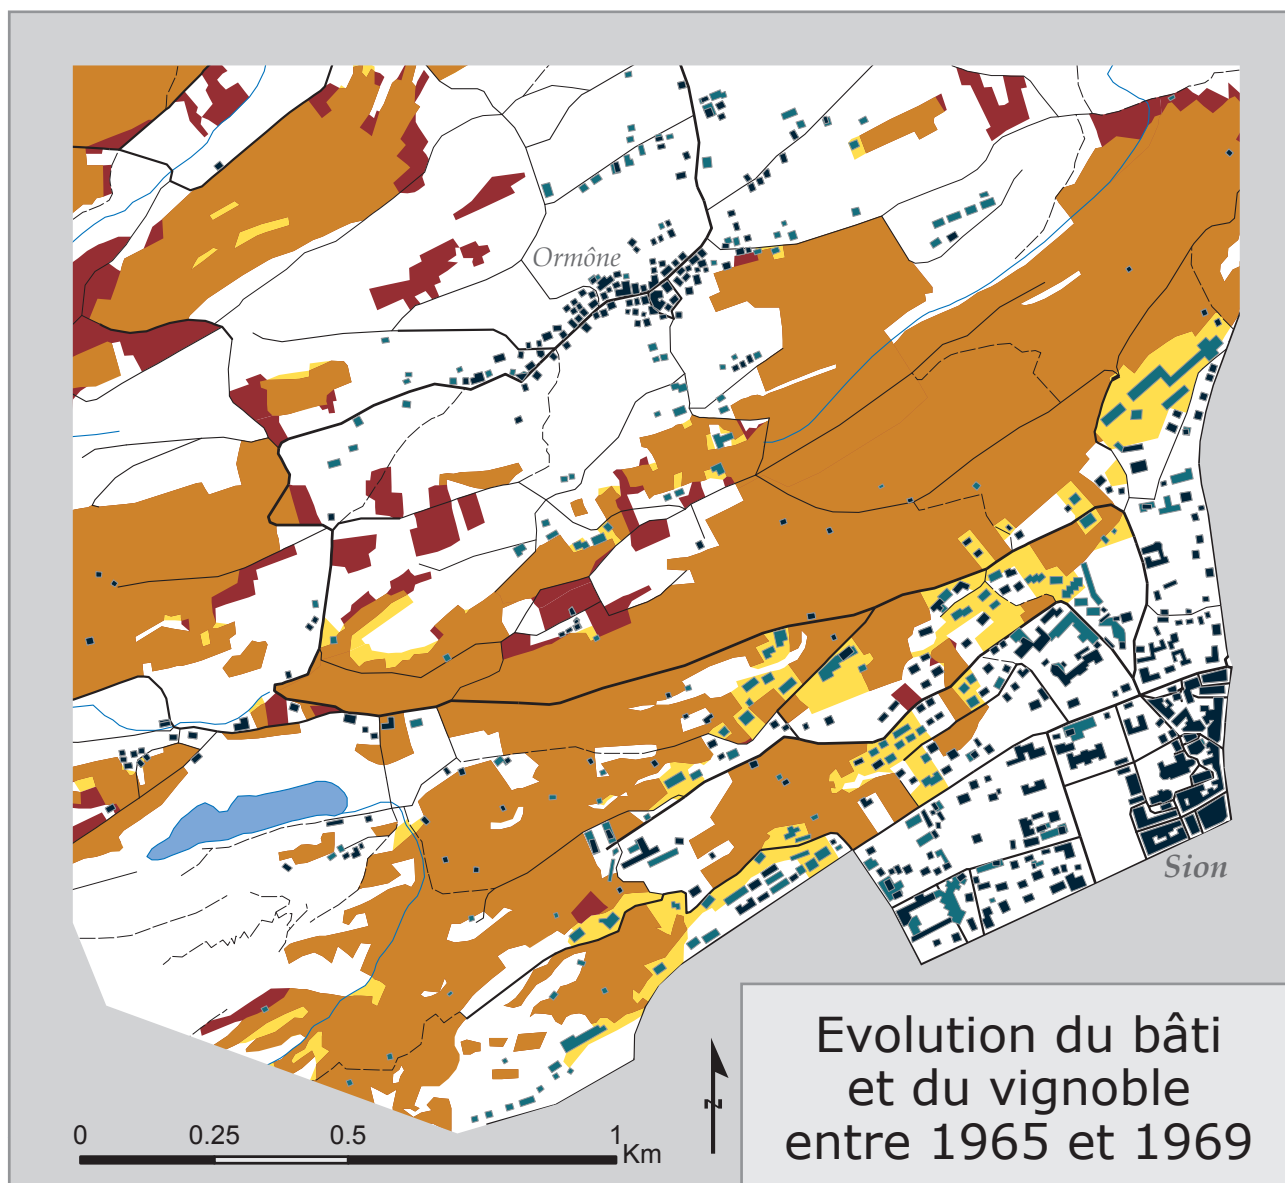 Ormône
Sion
Evolution du bâti
et du vignoble
entre 1965 et 1969
0 0.25 0.5 1
Km
N